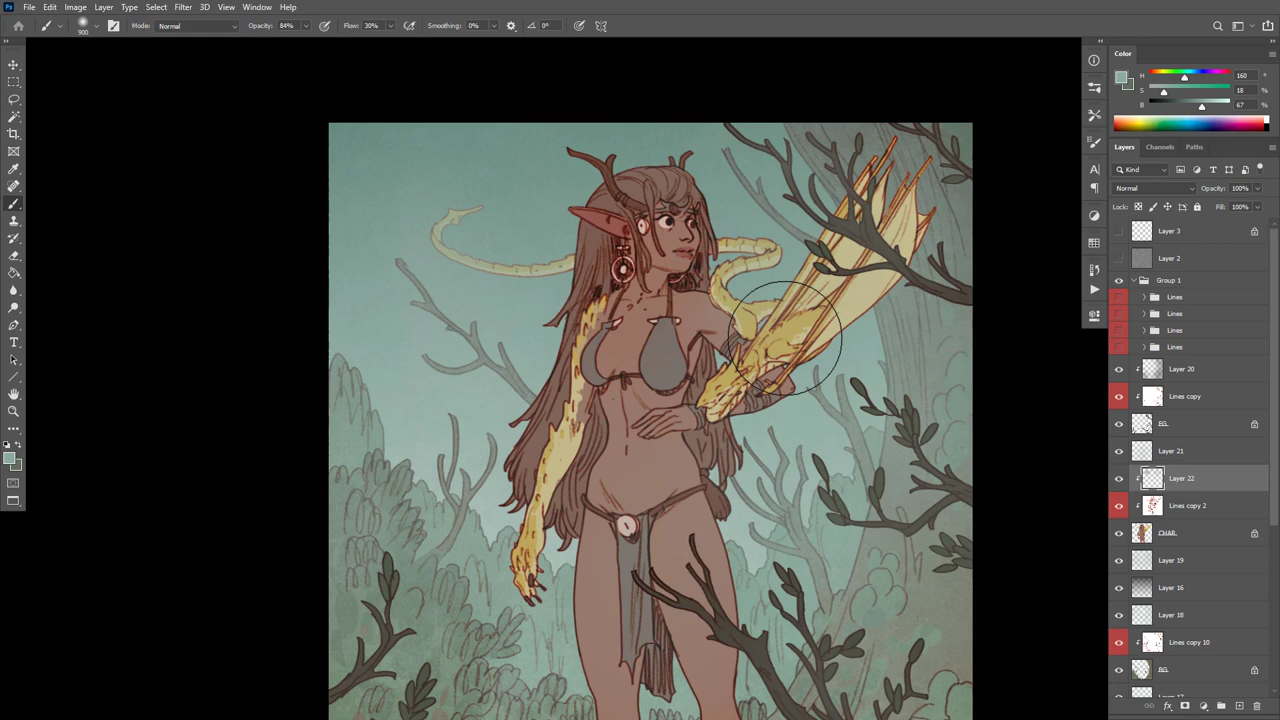 Ps File Edit Image Layer Type Select Filter 3D View Window Help
900 Mode: Normal Opacity: 84% Flow: 30% Smoothing: 0% 0°
Color
H 160 °
S 18 %
B 67 %
Layers Channels Paths
Kind
Normal Opacity: 100%
Lock: Fill: 100%
Layer 3
Layer 2
Group 1
Lines
Lines
Lines
Lines
Layer 20
Lines copy
FG
Layer 21
Layer 22
Lines copy 2
CHAR
Layer 19
Layer 16
Layer 18
Lines copy 10
BG